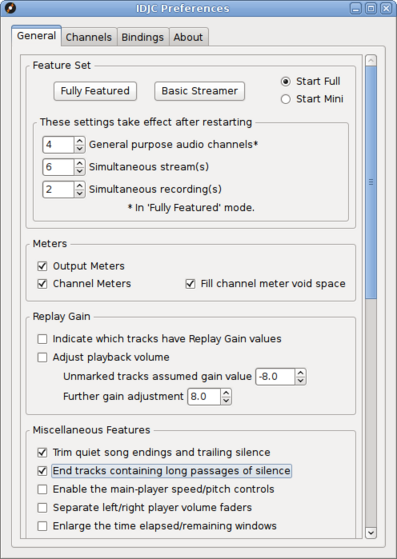 IDJC Preferences
General
Channels
Bindings
About
Feature Set
Fully Featured
Basic Streamer
Start Full
Start Mini
These settings take effect after restarting
4 General purpose audio channels*
6 Simultaneous stream(s)
2 Simultaneous recording(s)
* In 'Fully Featured' mode.
Meters
Output Meters
Channel Meters
Fill channel meter void space
Replay Gain
Indicate which tracks have Replay Gain values
Adjust playback volume
Unmarked tracks assumed gain value -8.0
Further gain adjustment 8.0
Miscellaneous Features
Trim quiet song endings and trailing silence
End tracks containing long passages of silence
Enable the main-player speed/pitch controls
Separate left/right player volume faders
Enlarge the time elapsed/remaining windows